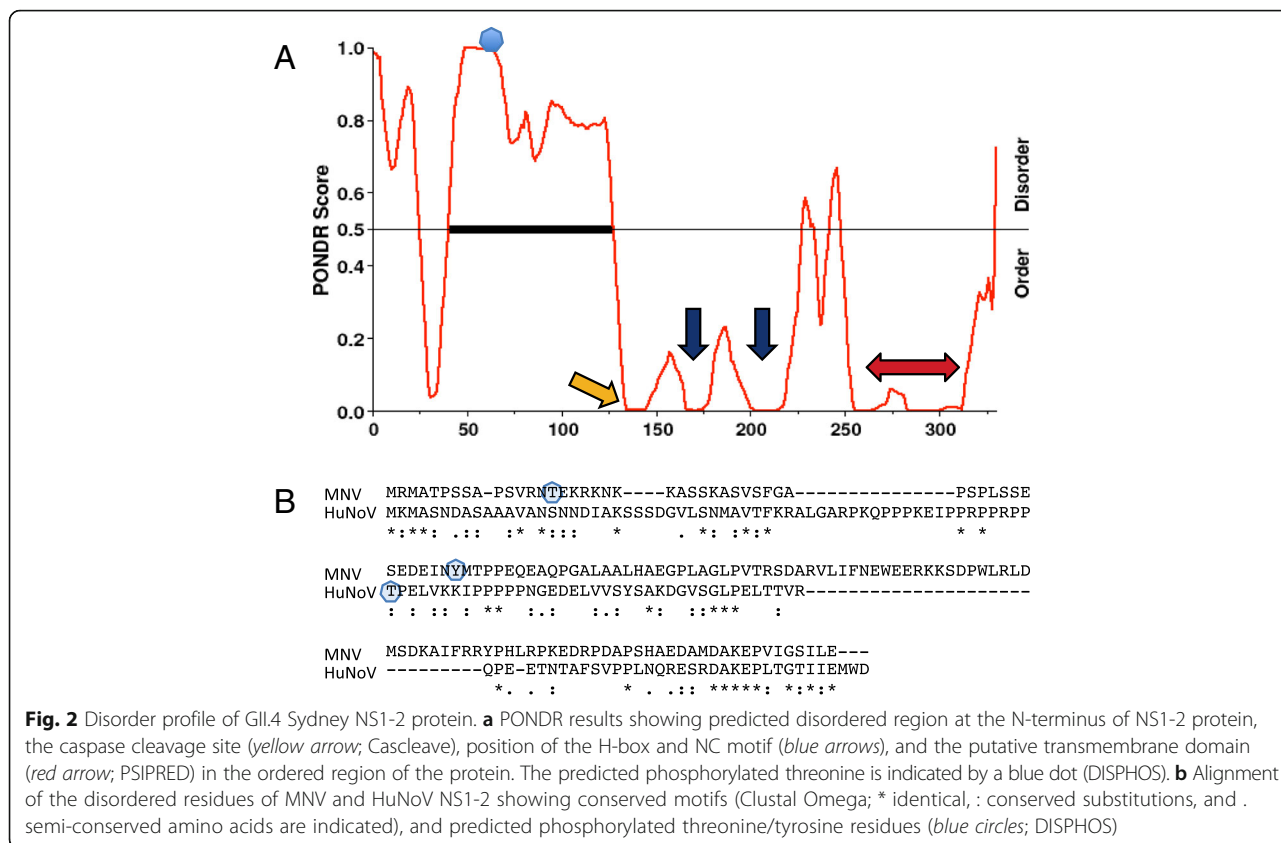 A
1.0
0.8
0.6
0.5
0.4
0.2
0.0
PONDR Score
Disorder
Order
0 50 100 150 200 250 300
B
MNV MRMATPSSA-PSVRNTEKRKNK----KASSKASVSFGA----------------PSPLSSE
HuNoV MKMASNDASAAAVANSNNDIAKSSSDGVLSNMAVTFKRALGARPKQPPPKEIPPRPPRPP
*:**: .:: :* *::: * . *: **:* * *
MNV SEDEINYMTPPEQEAQPGALAALHAEGPLAGLPVTRSDARVLIFNEWEERKKSDPWLRLD
HuNoV TPELVKKIPPPPPNGEDELVVSYSAKDGVSGLPELTTVR---------------------
: : :: : ** :.: :.: *: ::*** :
MNV MSDKAIFRRYPHLRPKEDRPDAPSHAEDAMDAKEPVIGSILE---
HuNoV ---------QPE-ETNTAFSVPPLNQRESRDAKEPLTGTIIEMWD
*. . : * . .:: *****: *:*:*
Fig. 2 Disorder profile of GII.4 Sydney NS1-2 protein. a PONDR results showing predicted disordered region at the N-terminus of NS1-2 protein,
the caspase cleavage site (yellow arrow; Cascleave), position of the H-box and NC motif (blue arrows), and the putative transmembrane domain
(red arrow; PSIPRED) in the ordered region of the protein. The predicted phosphorylated threonine is indicated by a blue dot (DISPHOS). b Alignment
of the disordered residues of MNV and HuNoV NS1-2 showing conserved motifs (Clustal Omega; * identical, : conserved substitutions, and .
semi-conserved amino acids are indicated), and predicted phosphorylated threonine/tyrosine residues (blue circles; DISPHOS)